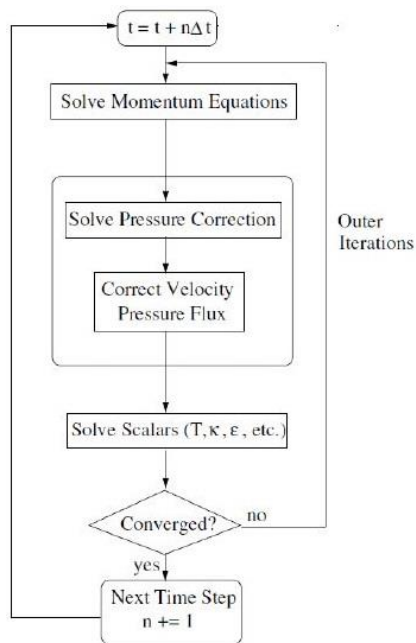 t = t + nΔt
Solve Momentum Equations
Solve Pressure Correction
Outer
Iterations
Correct Velocity
Pressure Flux
Solve Scalars (T,κ,ε, etc.)
Converged?
no
yes
Next Time Step
n += 1